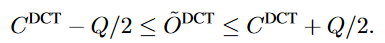 C^DCT − Q/2 ≤ Õ^DCT ≤ C^DCT + Q/2.